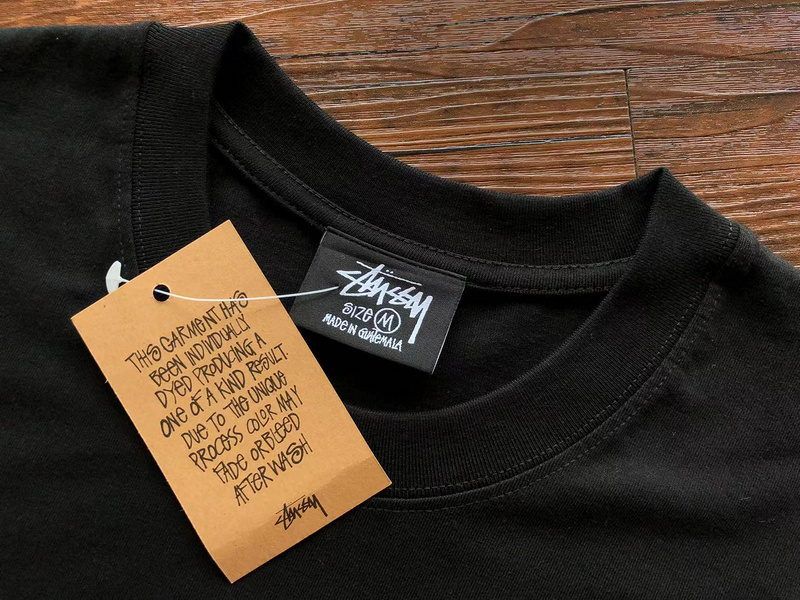 STÜSSY
SIZE M
MADE IN GUATEMALA
THIS GARMENT HAS
BEEN INDIVIDUALLY
DYED PRODUCING A
ONE OF A KIND RESULT.
DUE TO THE UNIQUE
PROCESS COLOR MAY
FADE OR BLEED
AFTER WASH
STÜSSY